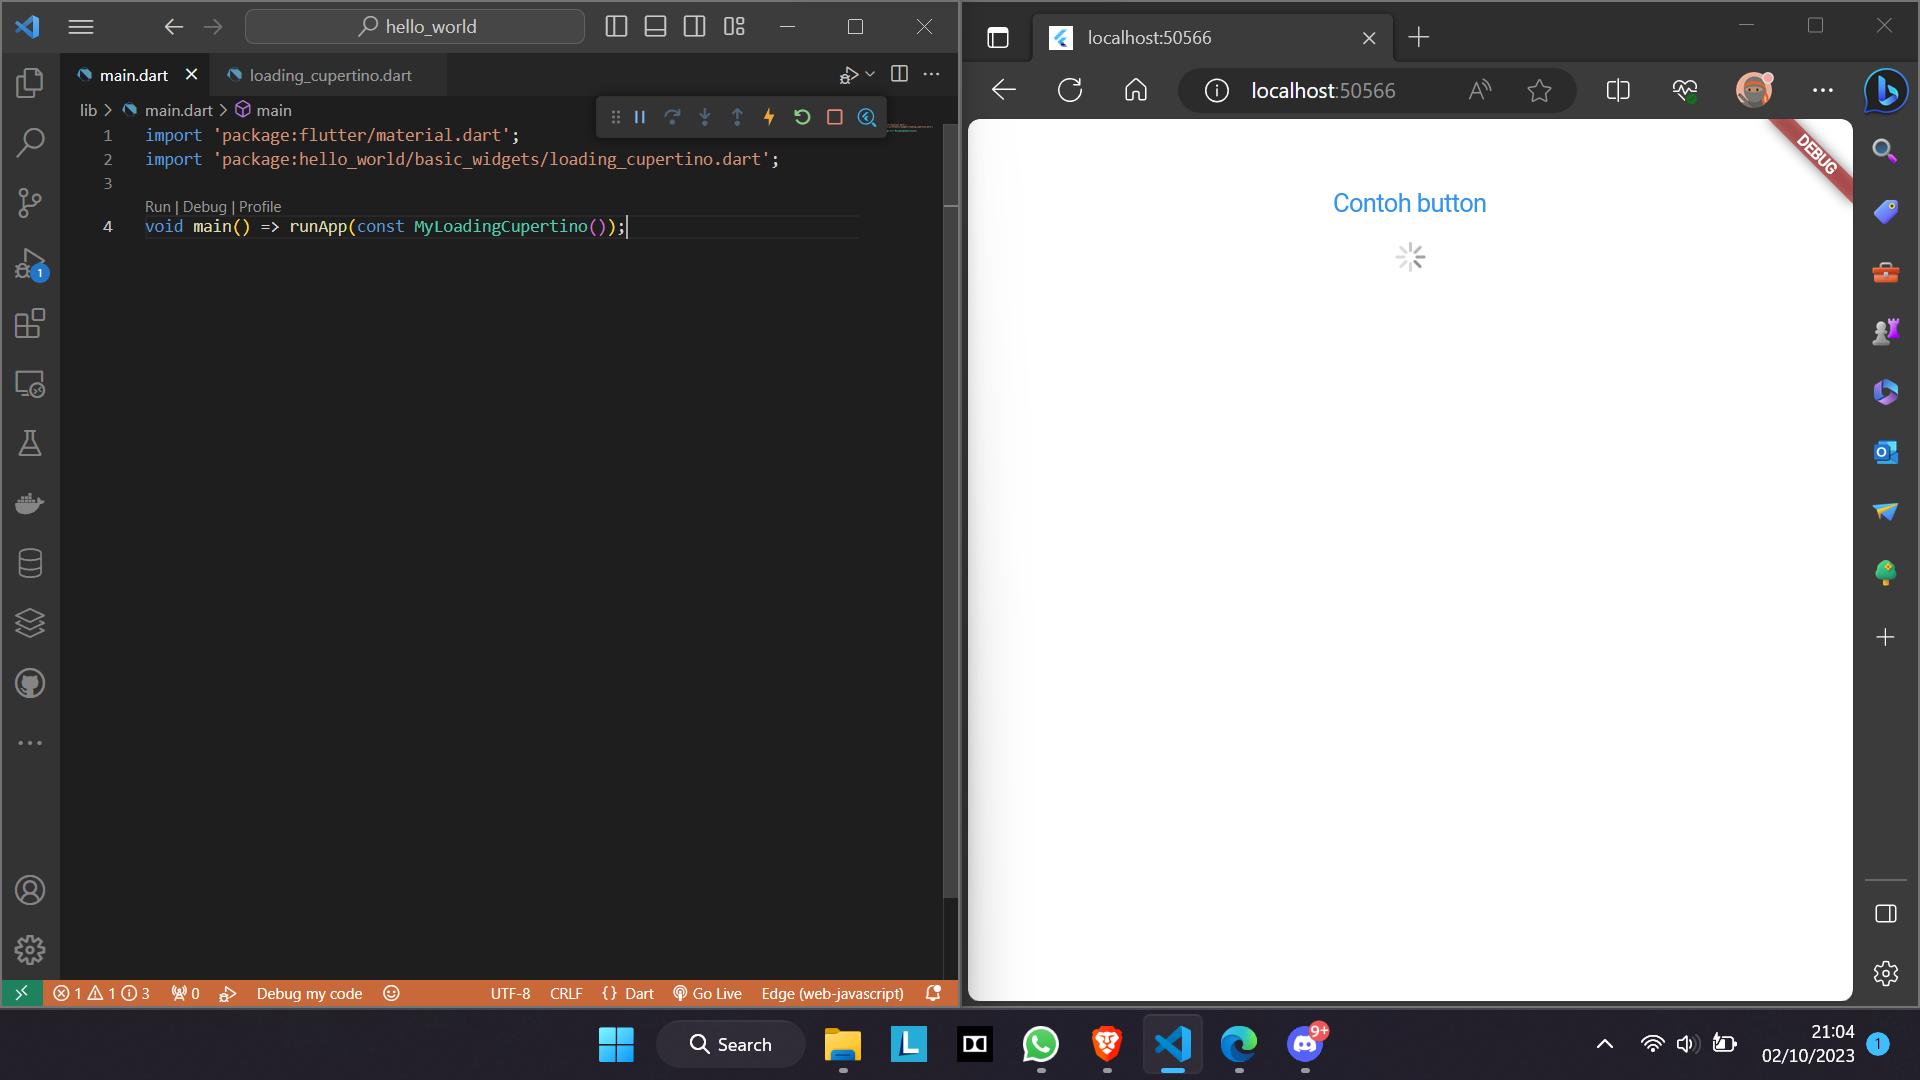 hello_world
main.dart
loading_cupertino.dart
lib > main.dart > main
1 import 'package:flutter/material.dart';
2 import 'package:hello_world/basic_widgets/loading_cupertino.dart';
3
Run | Debug | Profile
4 void main() => runApp(const MyLoadingCupertino());
1
1 1 3 0 Debug my code UTF-8 CRLF {} Dart Go Live Edge (web-javascript)
localhost:50566
localhost:50566
DEBUG
Contoh button
Search
9+
21:04
02/10/2023
1